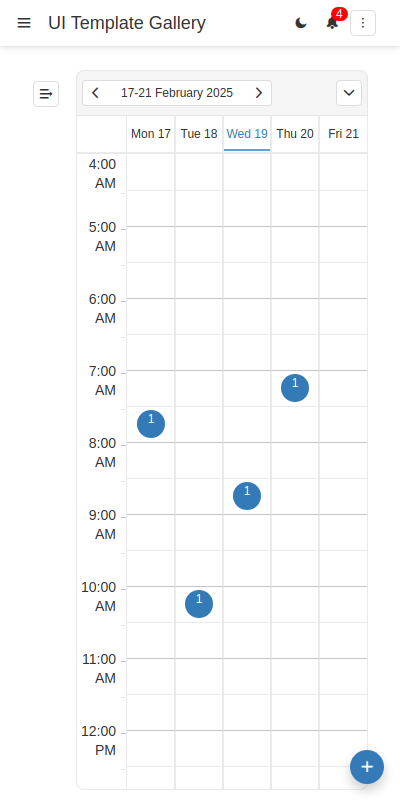 UI Template Gallery
4
17-21 February 2025
Mon 17 Tue 18 Wed 19 Thu 20 Fri 21
4:00
AM
5:00
AM
6:00
AM
7:00
AM
1
1
8:00
AM
1
9:00
AM
10:00
AM
1
11:00
AM
12:00
PM